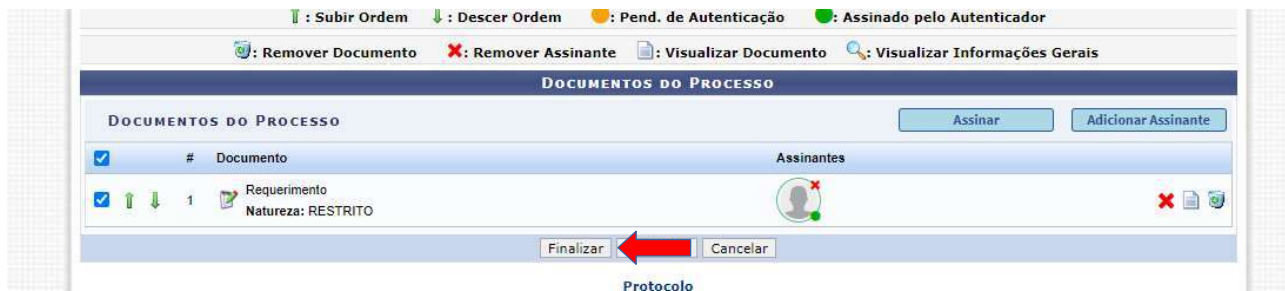 : Subir Ordem : Descer Ordem : Pend. de Autenticação : Assinado pelo Autenticador
: Remover Documento : Remover Assinante : Visualizar Documento : Visualizar Informações Gerais
DOCUMENTOS DO PROCESSO
DOCUMENTOS DO PROCESSO Assinar Adicionar Assinante
# Documento Assinantes
1 Requerimento
Natureza: RESTRITO
Finalizar Cancelar
Protocolo